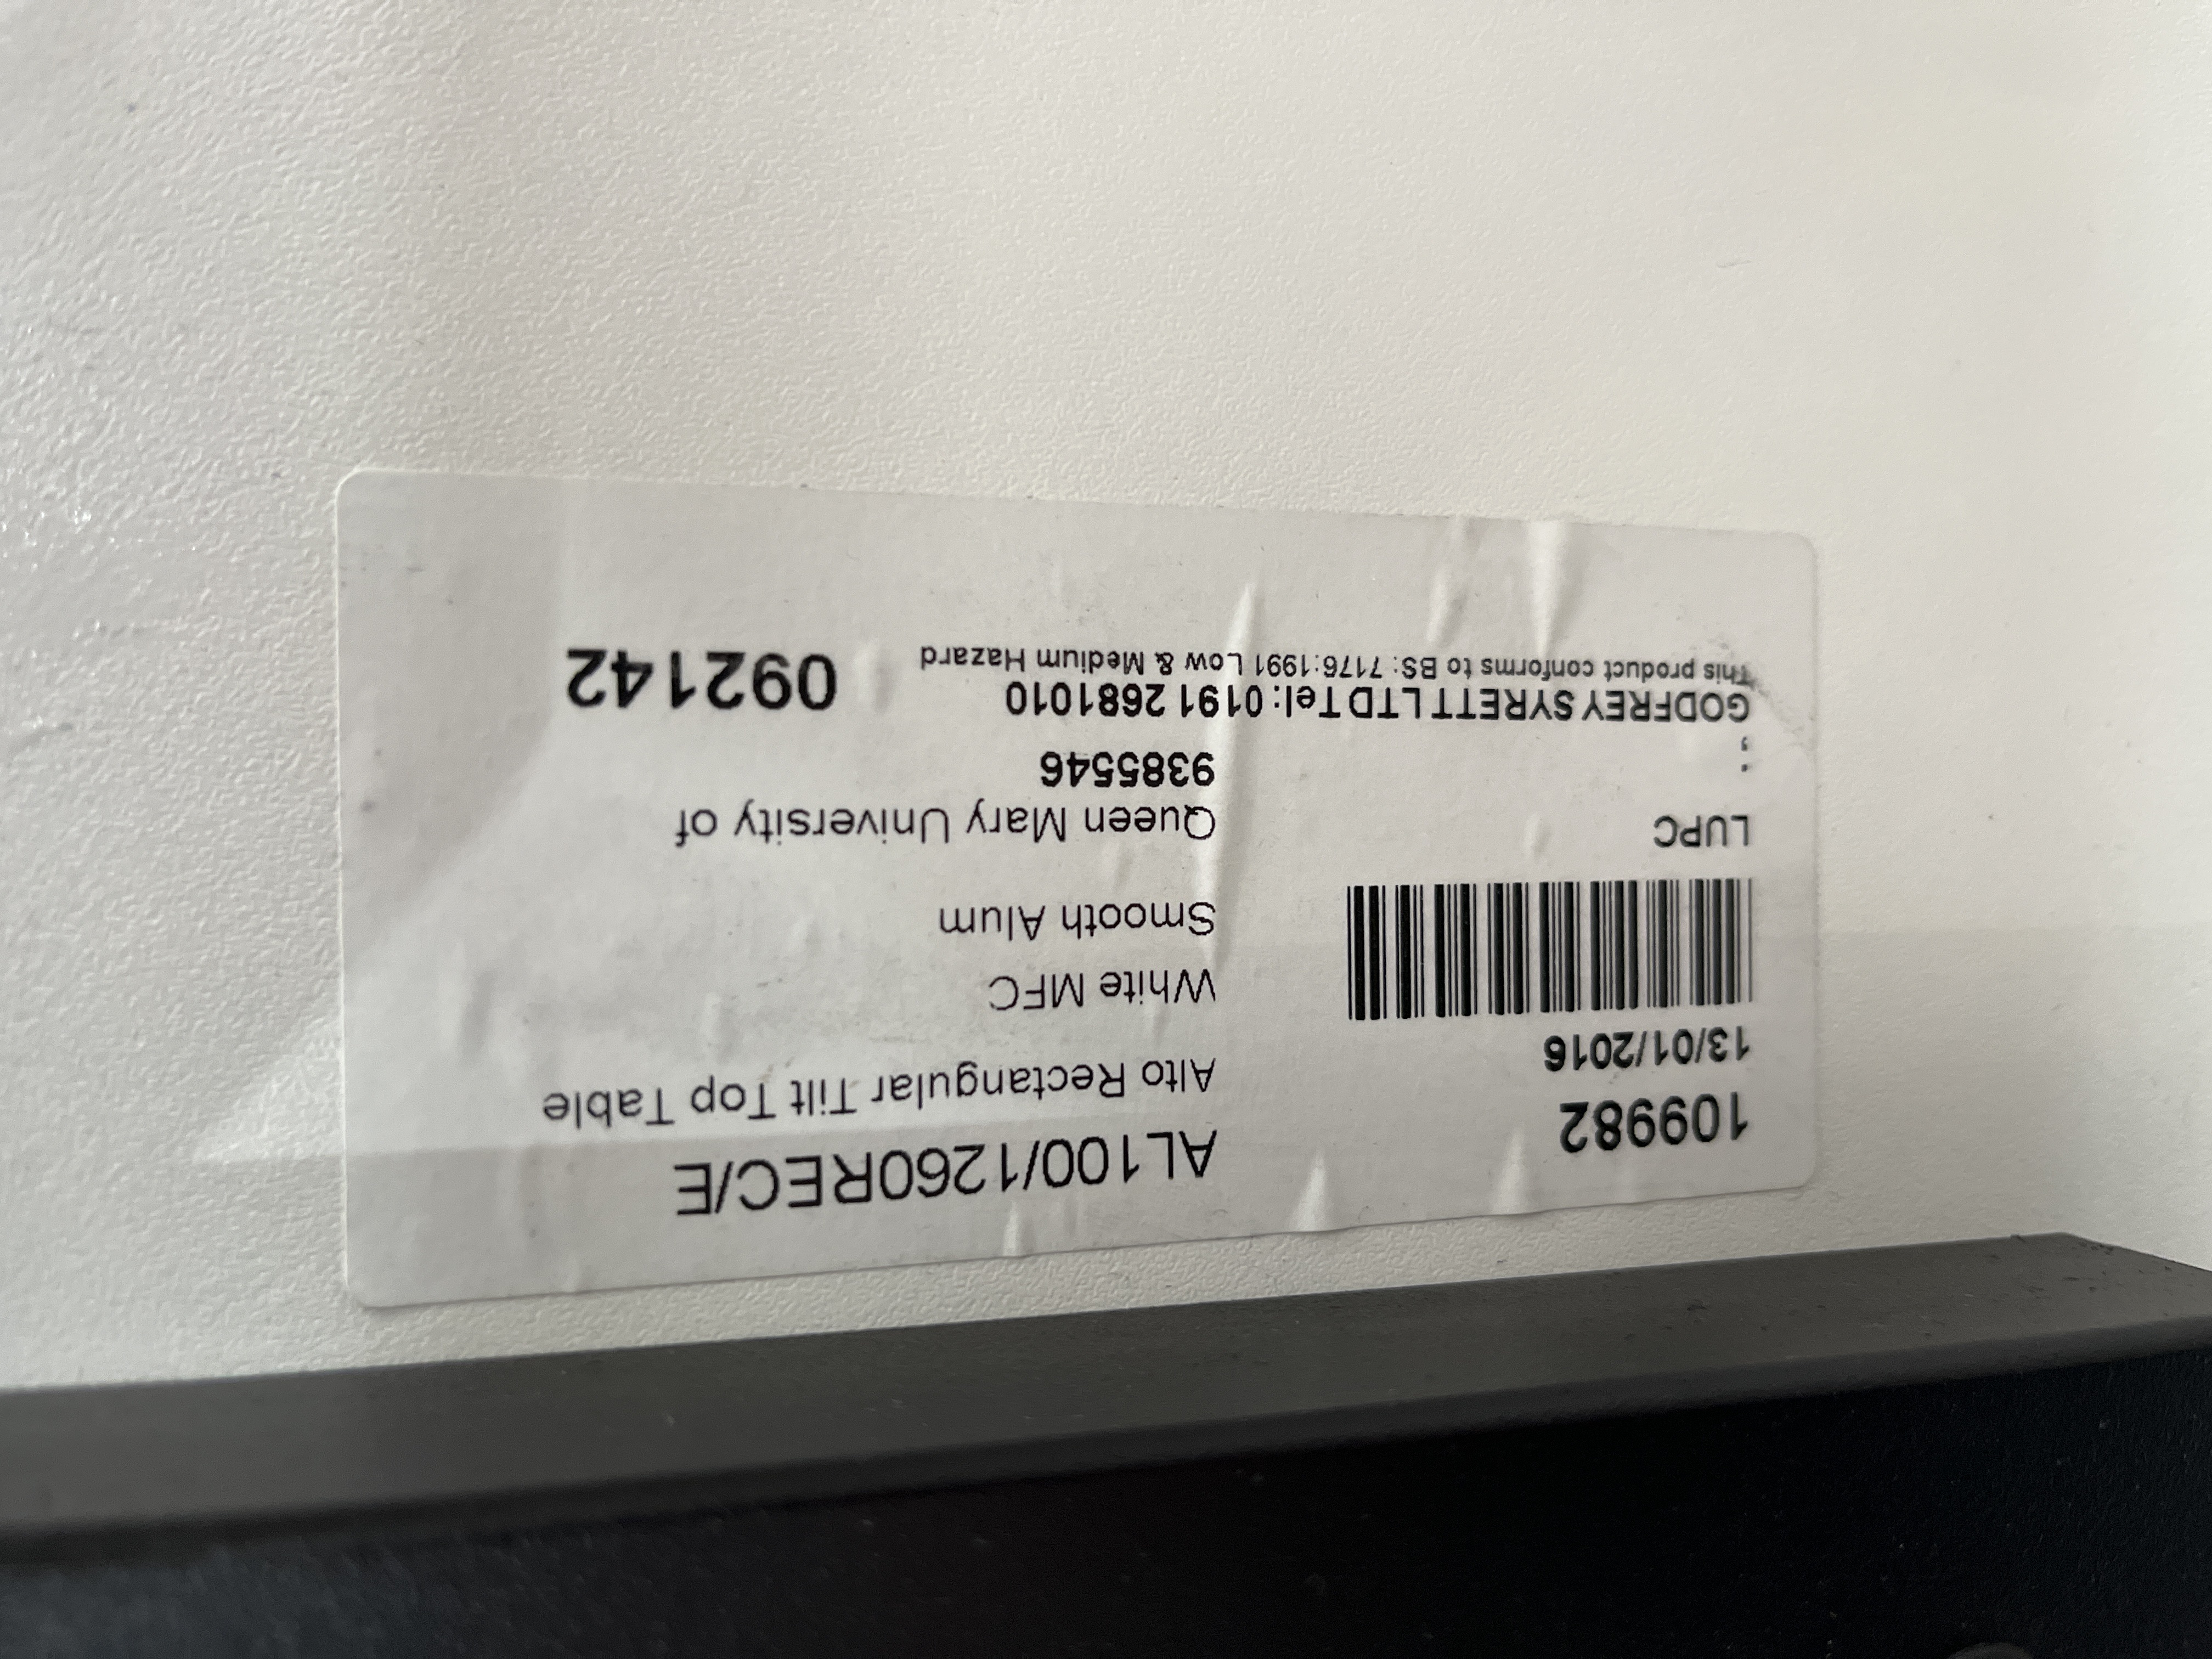 109982
13/01/2016
LUPC
:
,
AL100/1260REC/E
Alto Rectangular Tilt Top Table
White MFC
Smooth Alum
Queen Mary University of
9385546
GODFREY SYRETT LTD Tel: 0191 2681010
This product conforms to BS: 7176:1991 Low & Medium Hazard
092142